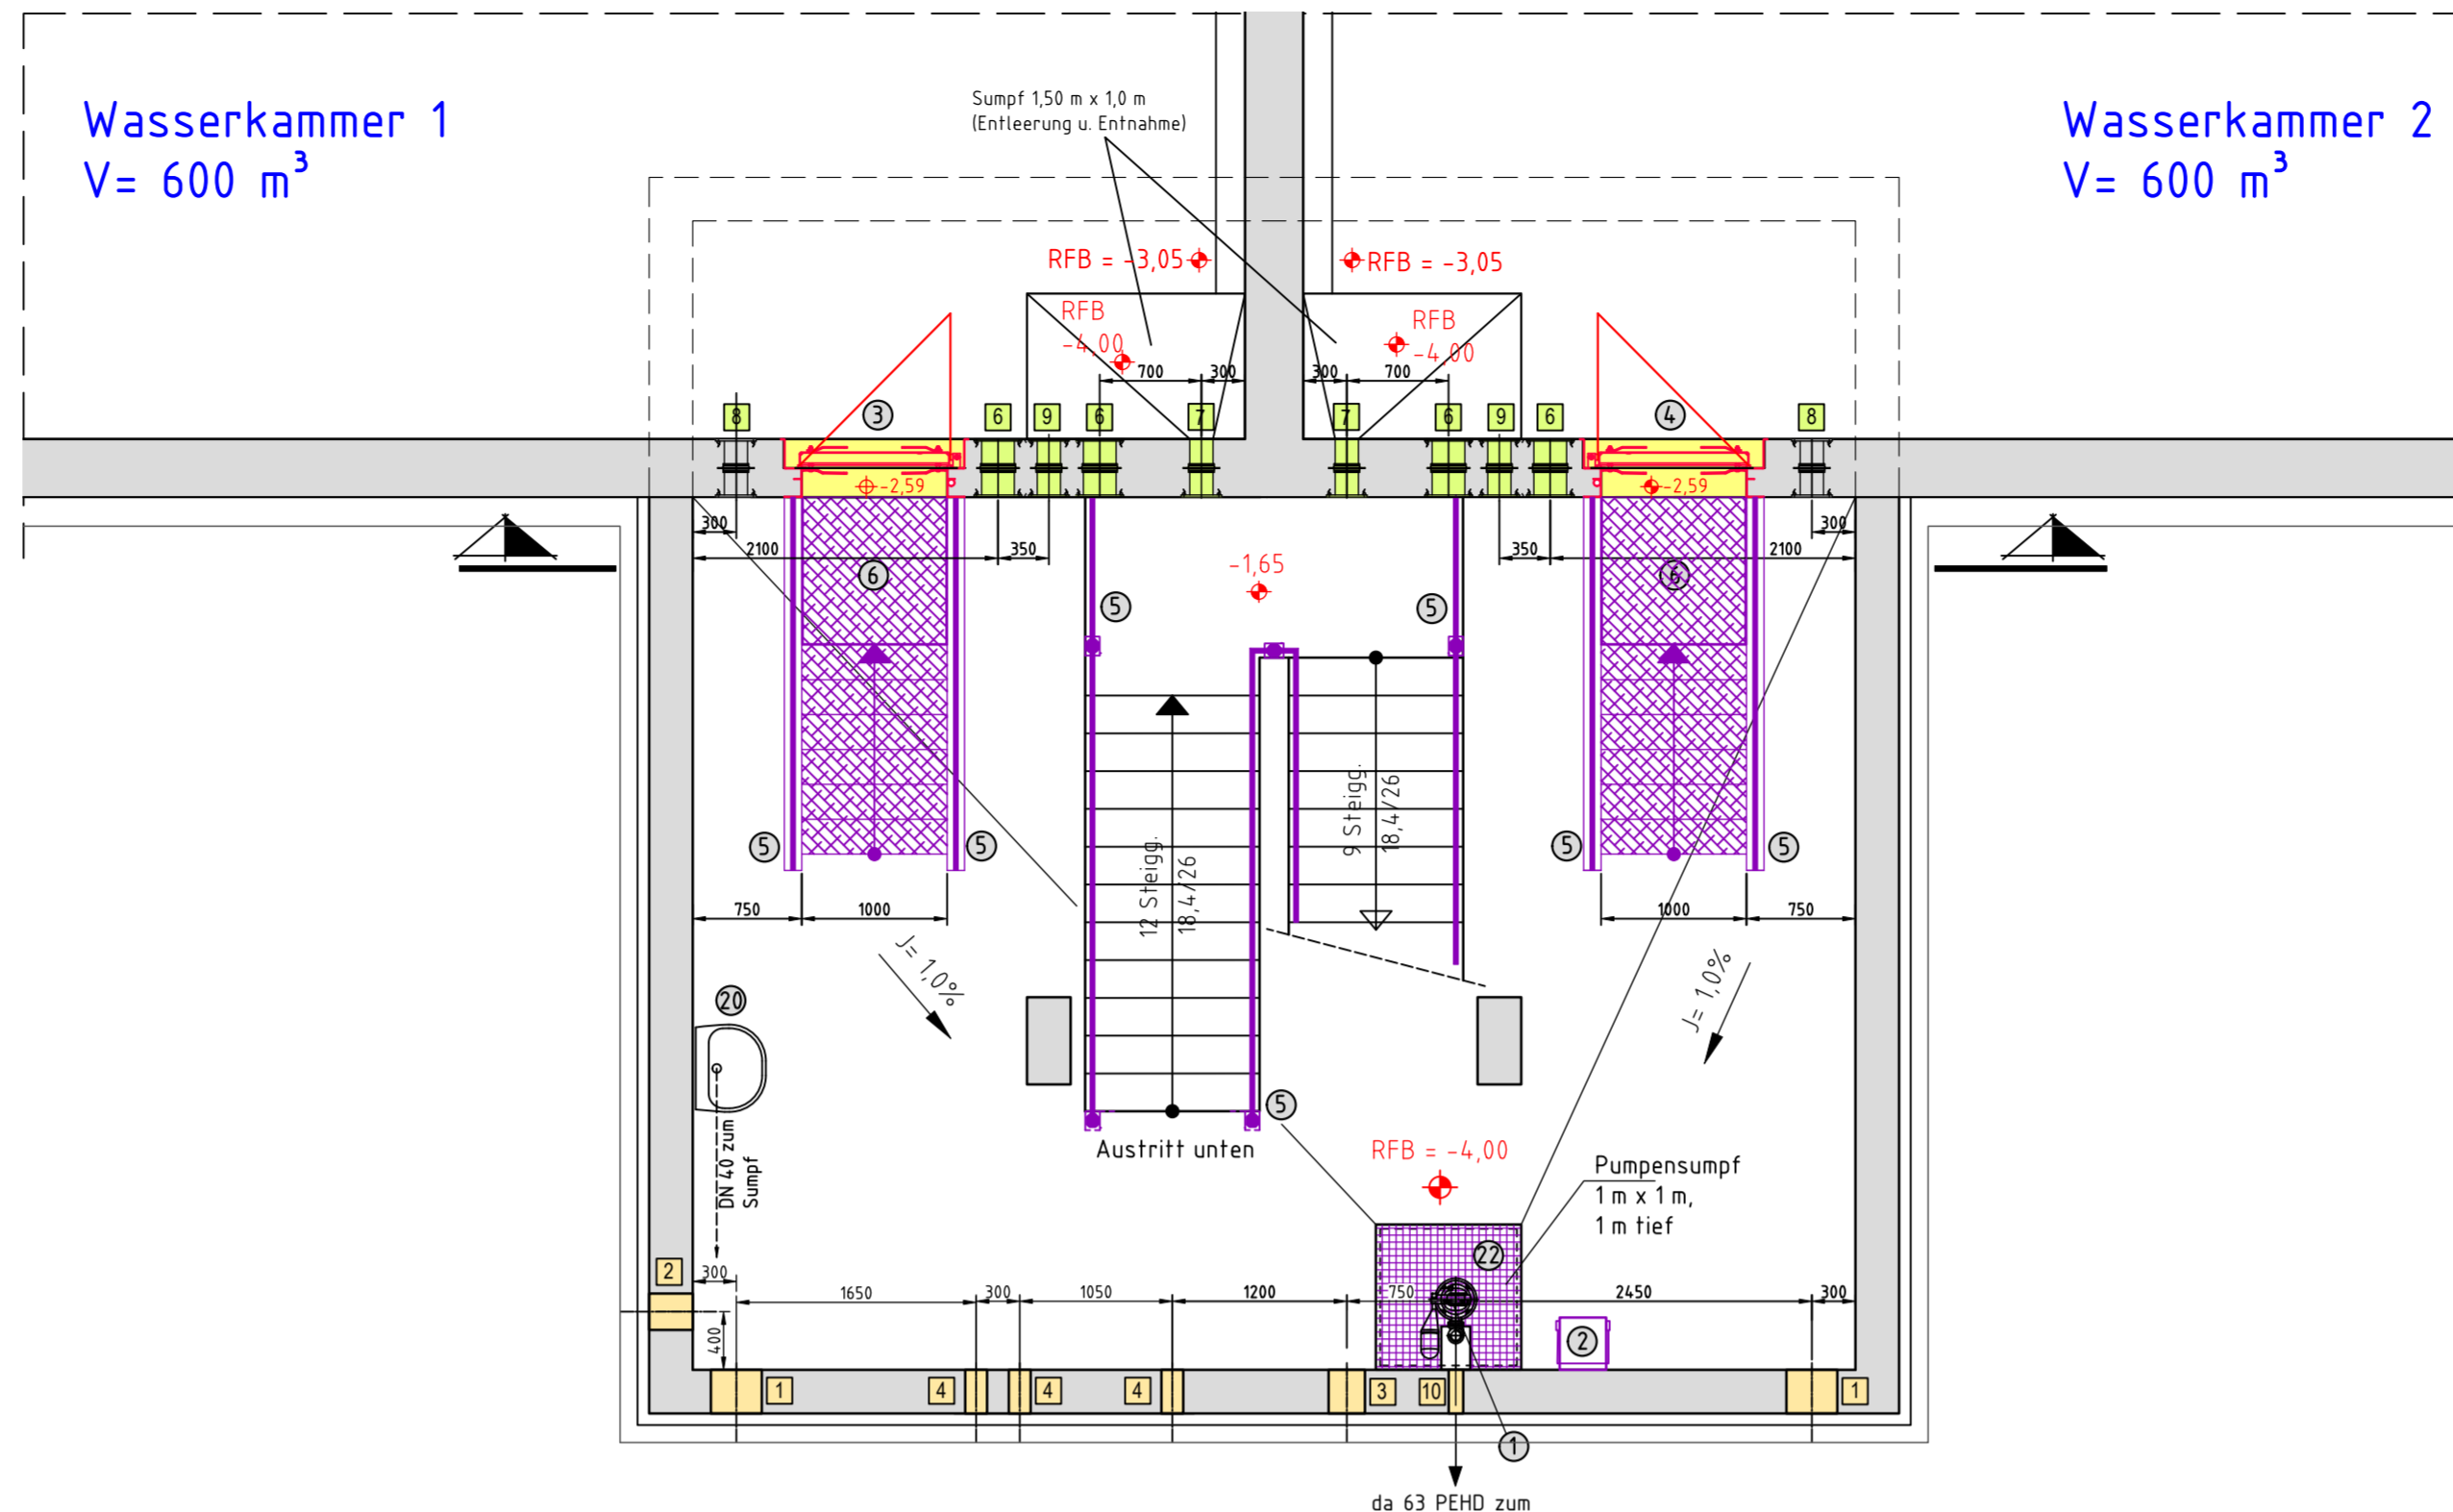 Wasserkammer 1
V= 600 m³
Sumpf 1,50 m x 1,0 m
(Entleerung u. Entnahme)
Wasserkammer 2
V= 600 m³
RFB = -3,05
RFB = -3,05
RFB
-4,00
RFB
-4,00
700
300
300
700
8
3
6
9
6
7
7
6
9
6
4
8
-2,59
-2,59
300
2100
350
350
2100
300
6
6
-1,65
5
5
12 Steigg.
18,4/26
9 Steigg.
18,4/26
5
5
5
5
750
1000
1000
750
J= 1,0%
J= 1,0%
20
DN 40 zum
Sumpf
5
Austritt unten
RFB = -4,00
Pumpensumpf
1 m x 1 m,
1 m tief
22
2
300
1650
300
1050
1200
750
2450
300
400
2
1
4
4
4
3
10
1
1
da 63 PEHD zum